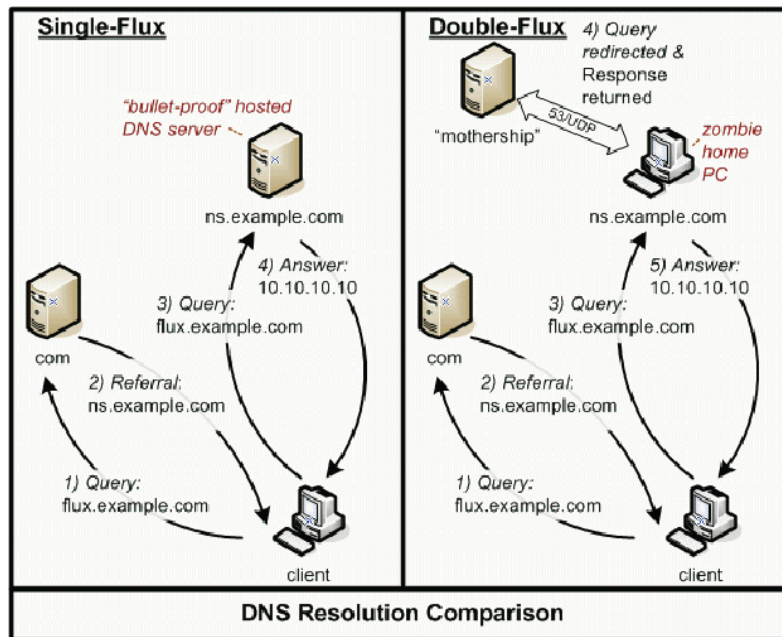 Single-Flux
"bullet-proof" hosted
DNS server
ns.example.com
4) Answer:
10.10.10.10
3) Query:
flux.example.com
com
2) Referral:
ns.example.com
1) Query:
flux.example.com
client
Double-Flux
4) Query
redirected &
Response
returned
53/UDP
"mothership"
zombie
home
PC
ns.example.com
5) Answer:
10.10.10.10
3) Query:
flux.example.com
com
2) Referral:
ns.example.com
1) Query:
flux.example.com
client
DNS Resolution Comparison